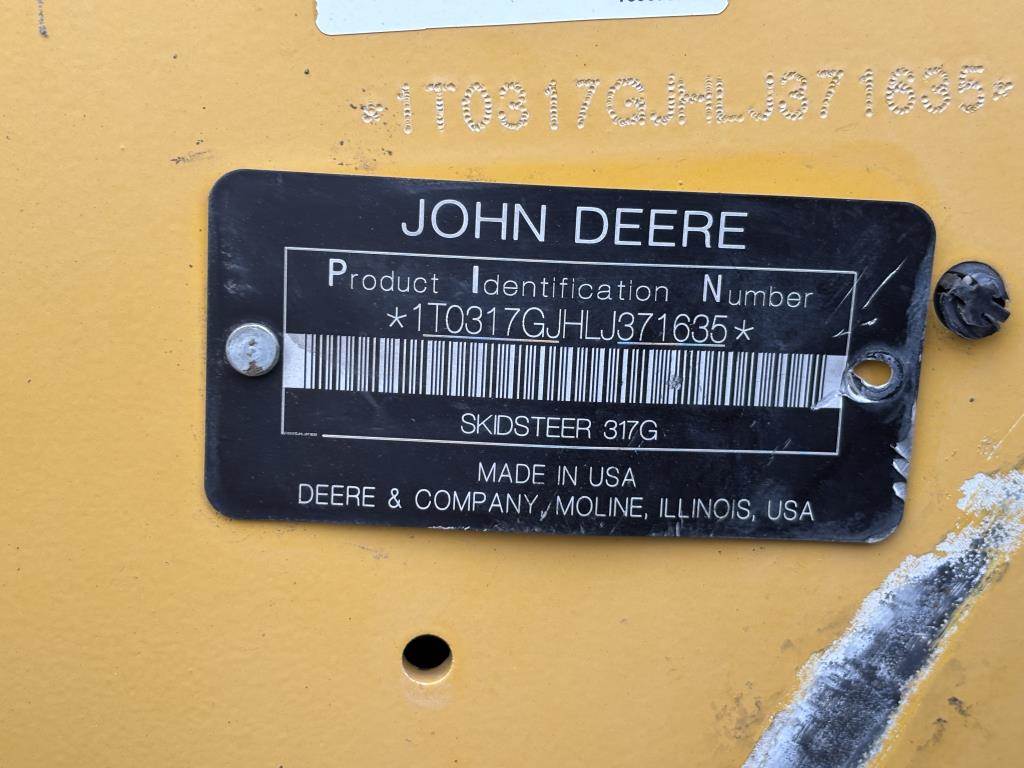 *1T0317GJHLJ371635*
JOHN DEERE
Product Identification Number
*1T0317GJHLJ371635*
SKIDSTEER 317G
MADE IN USA
DEERE & COMPANY, MOLINE, ILLINOIS, USA